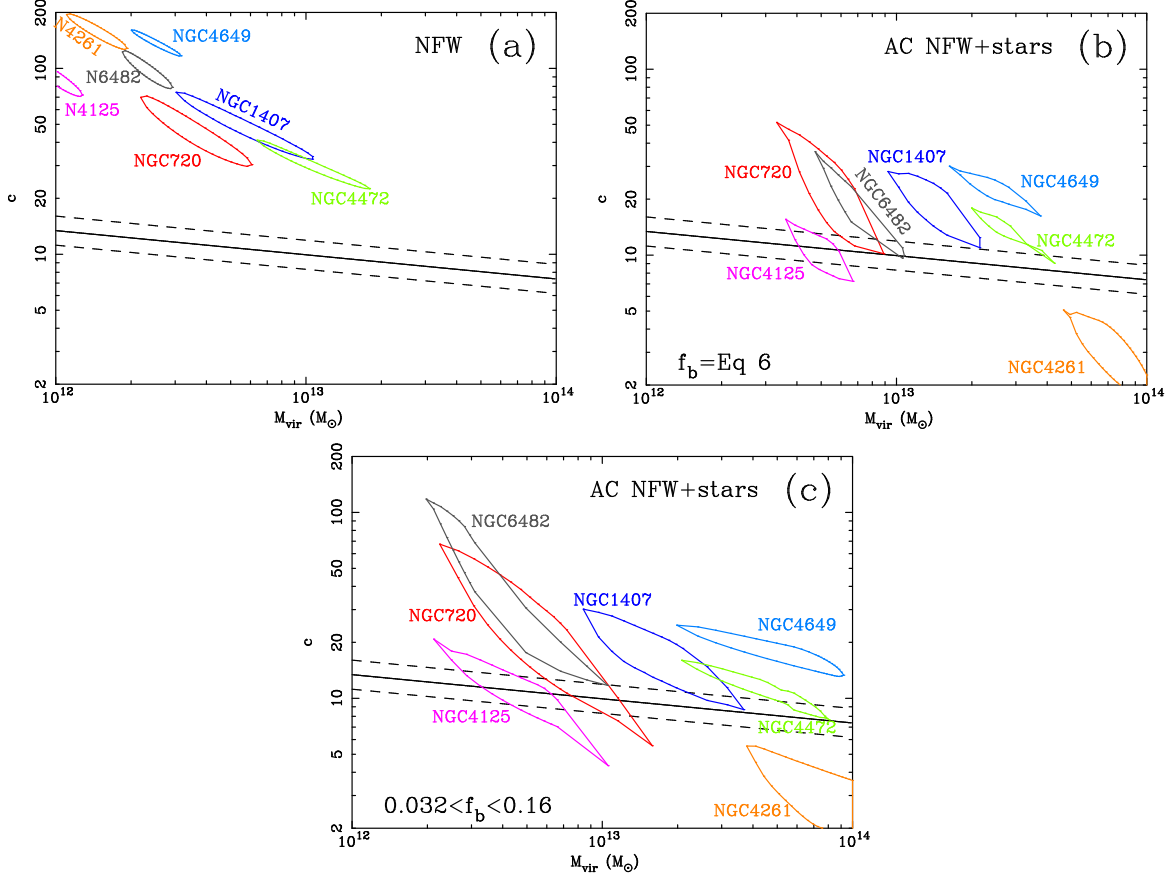 NFW (a)
N4261
NGC4649
N6482
N4125
NGC1407
NGC720
NGC4472
200
100
50
20
10
5
2
c
10^12
10^13
10^14
M_vir (M_⊙)
AC NFW+stars (b)
NGC720
NGC6482
NGC1407
NGC4649
NGC4472
NGC4125
NGC4261
f_b=Eq 6
200
100
50
20
10
5
2
c
10^12
10^13
10^14
M_vir (M_⊙)
AC NFW+stars (c)
NGC6482
NGC720
NGC1407
NGC4649
NGC4125
NGC4472
NGC4261
0.032<f_b<0.16
200
100
50
20
10
5
2
c
10^12
10^13
10^14
M_vir (M_⊙)